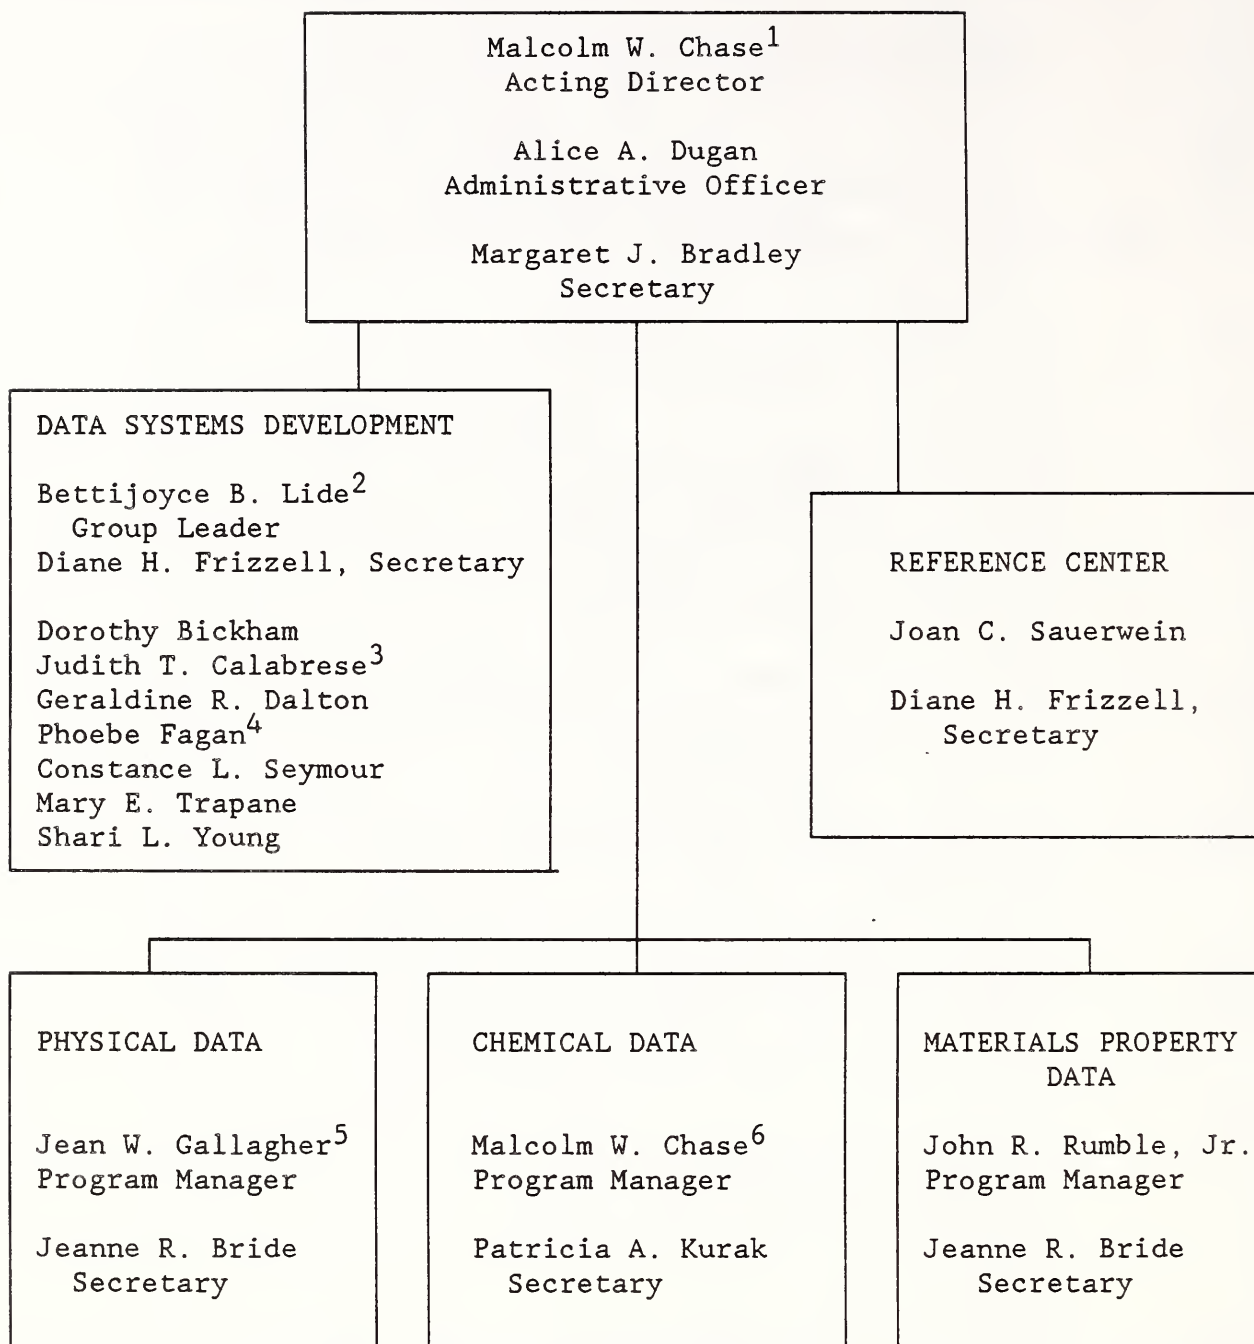 Malcolm W. Chase1
Acting Director
Alice A. Dugan
Administrative Officer
Margaret J. Bradley
Secretary
DATA SYSTEMS DEVELOPMENT
Bettijoyce B. Lide2
Group Leader
Diane H. Frizzell, Secretary
Dorothy Bickham
Judith T. Calabrese3
Geraldine R. Dalton
Phoebe Fagan4
Constance L. Seymour
Mary E. Trapane
Shari L. Young
REFERENCE CENTER
Joan C. Sauerwein
Diane H. Frizzell,
Secretary
PHYSICAL DATA
Jean W. Gallagher5
Program Manager
Jeanne R. Bride
Secretary
CHEMICAL DATA
Malcolm W. Chase6
Program Manager
Patricia A. Kurak
Secretary
MATERIALS PROPERTY
DATA
John R. Rumble, Jr.
Program Manager
Jeanne R. Bride
Secretary